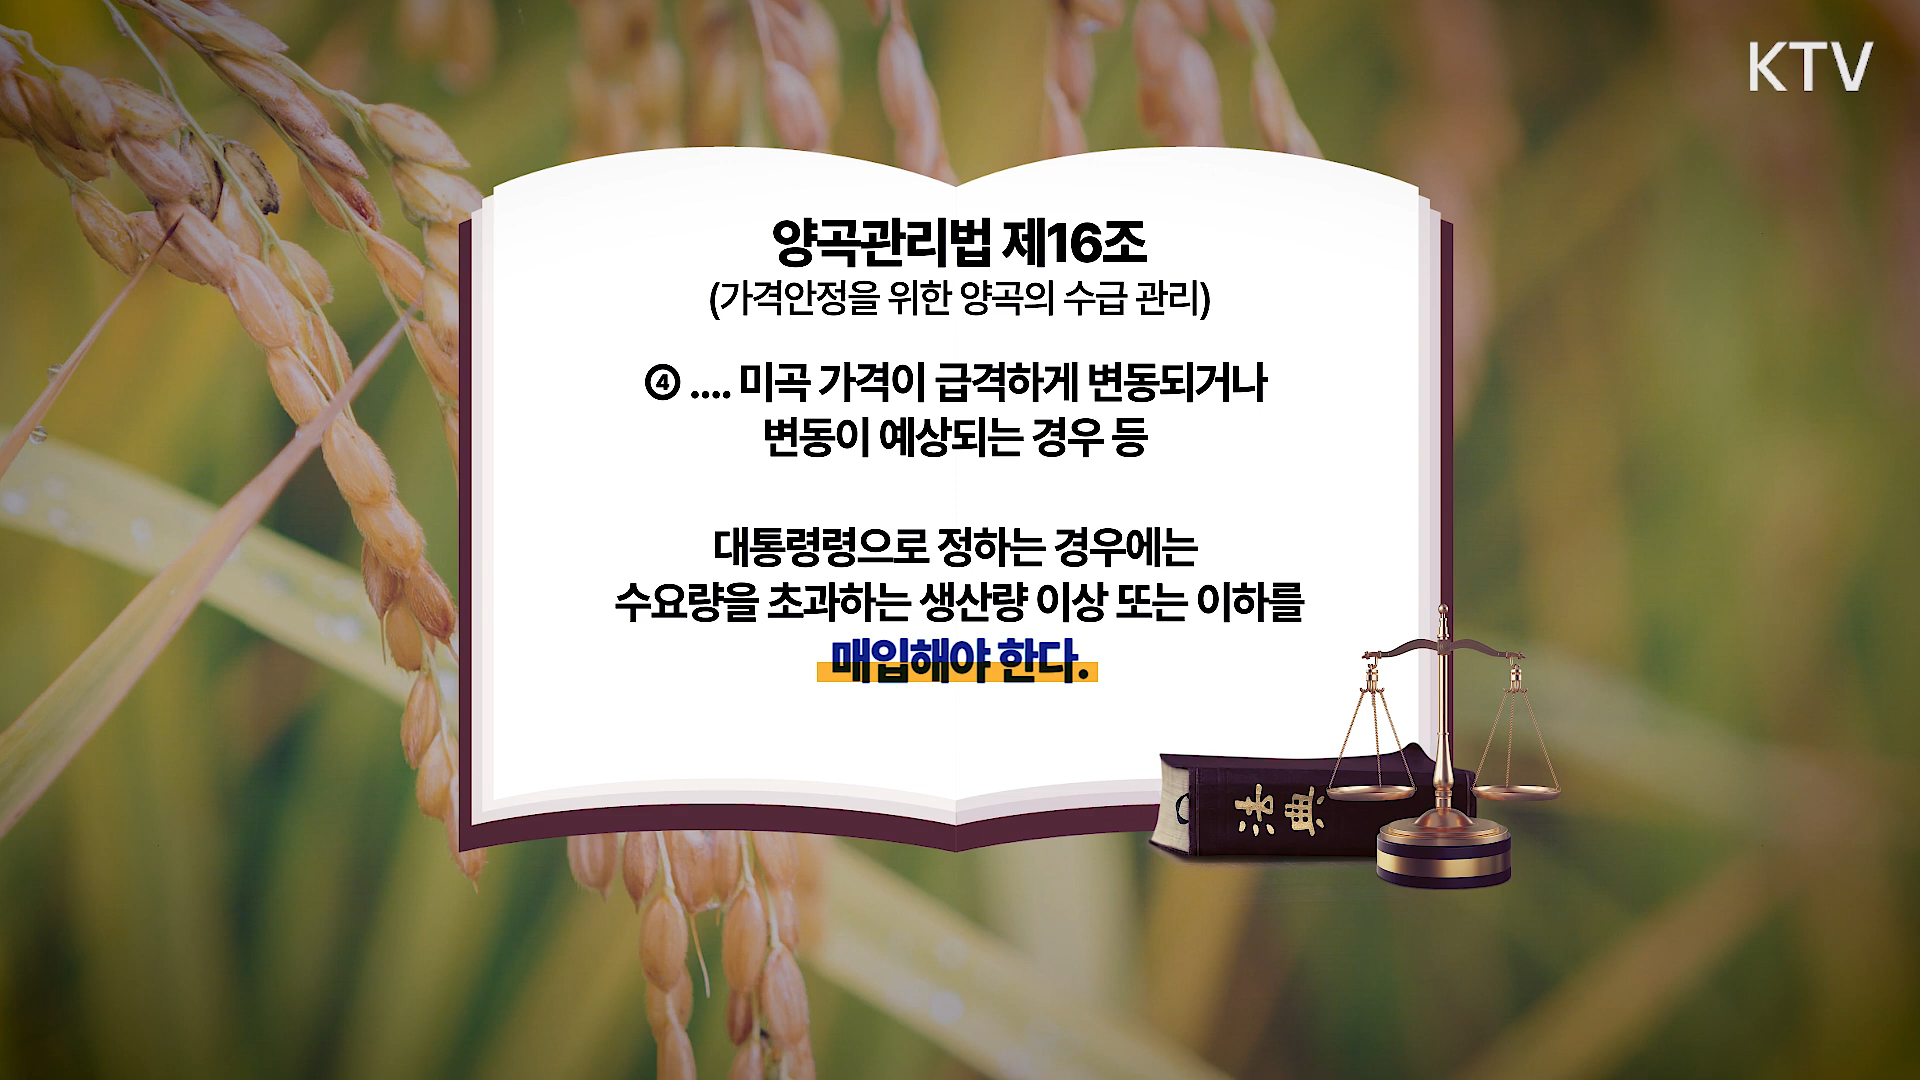 KTV
양곡관리법 제16조
(가격안정을 위한 양곡의 수급 관리)
④ .... 미곡 가격이 급격하게 변동되거나
변동이 예상되는 경우 등
대통령령으로 정하는 경우에는
수요량을 초과하는 생산량 이상 또는 이하를
매입해야 한다.
法典